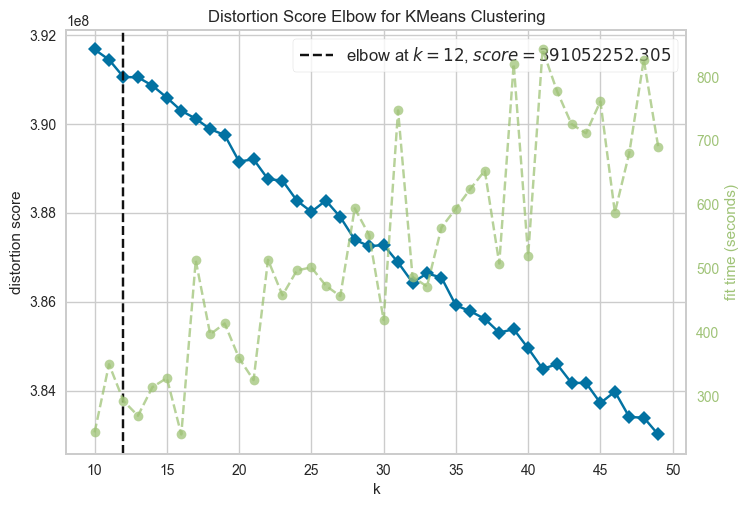 Distortion Score Elbow for KMeans Clustering
1e8
elbow at k = 12, score = 391052252.305
3.92
3.90
3.88
3.86
3.84
distortion score
800
700
600
500
400
300
fit time (seconds)
10 15 20 25 30 35 40 45 50
k